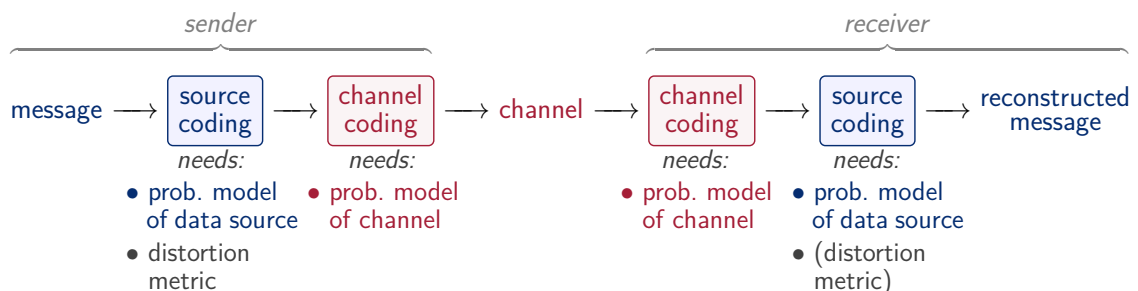 sender
receiver
message
source
coding
channel
coding
channel
channel
coding
source
coding
reconstructed
message
needs:
needs:
needs:
needs:
• prob. model
of data source
• distortion
metric
• prob. model
of channel
• prob. model
of channel
• prob. model
of data source
• (distortion
metric)